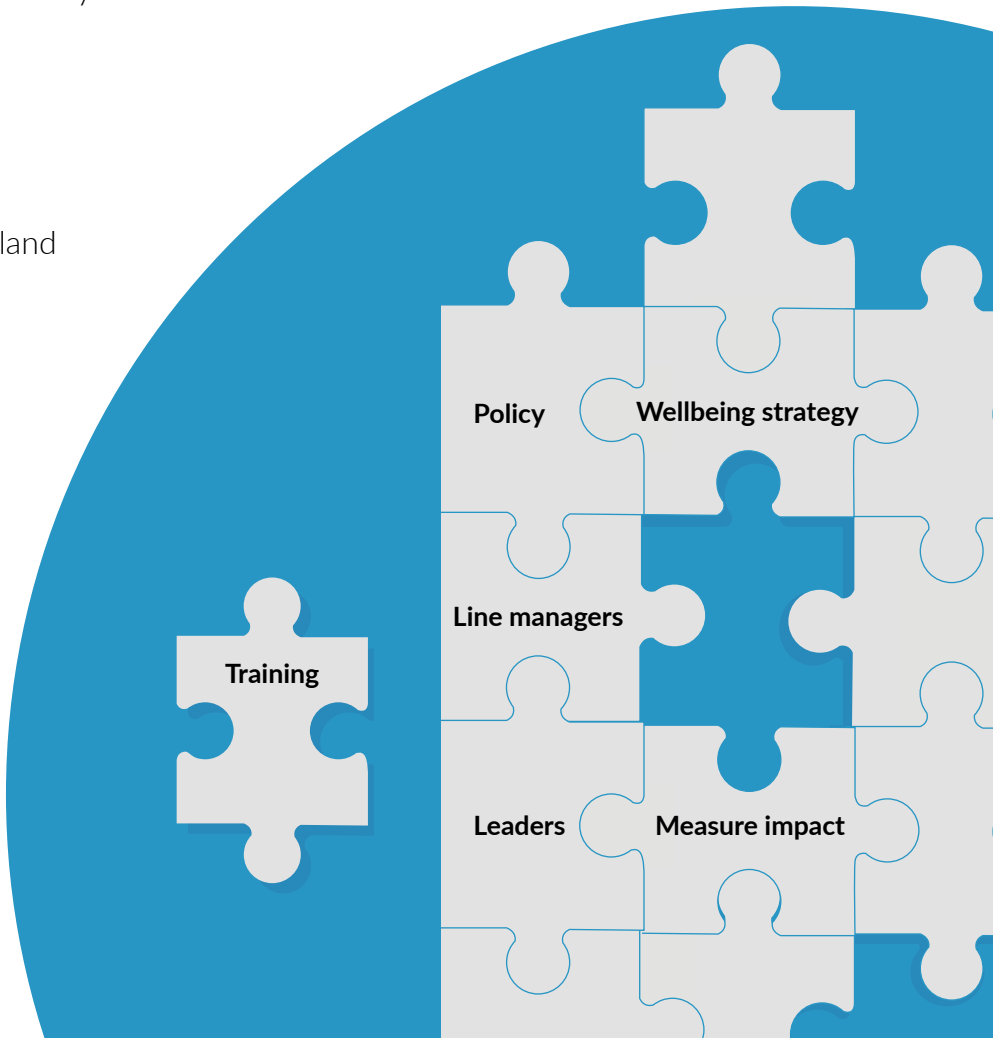 land
Policy
Wellbeing strategy
Line managers
Training
Leaders
Measure impact